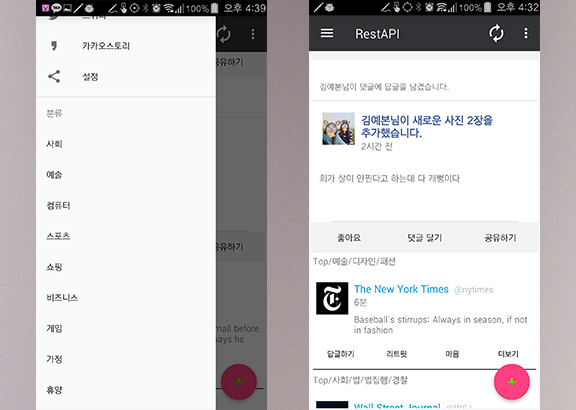 100% 오후 4:39
트위터
카카오스토리
설정
분류
사회
예술
컴퓨터
스포츠
쇼핑
비즈니스
게임
가정
휴양
공유하기
공유하기
mall before
says he
100% 오후 4:32
RestAPI
김예본님이 댓글에 답글을 남겼습니다.
김예본님이 새로운 사진 2장을
추가했습니다.
2시간 전
회가 살이 안찐다고 하는데 다 개뻥이다
좋아요 댓글 달기 공유하기
Top/예술/디자인/패션
The New York Times @nytimes
6분
Baseball's stirrups: Always in season, if not
in fashion
답글하기 리트윗 마음 더보기
Top/사회/법/법집행/경찰
Wall Street Journal